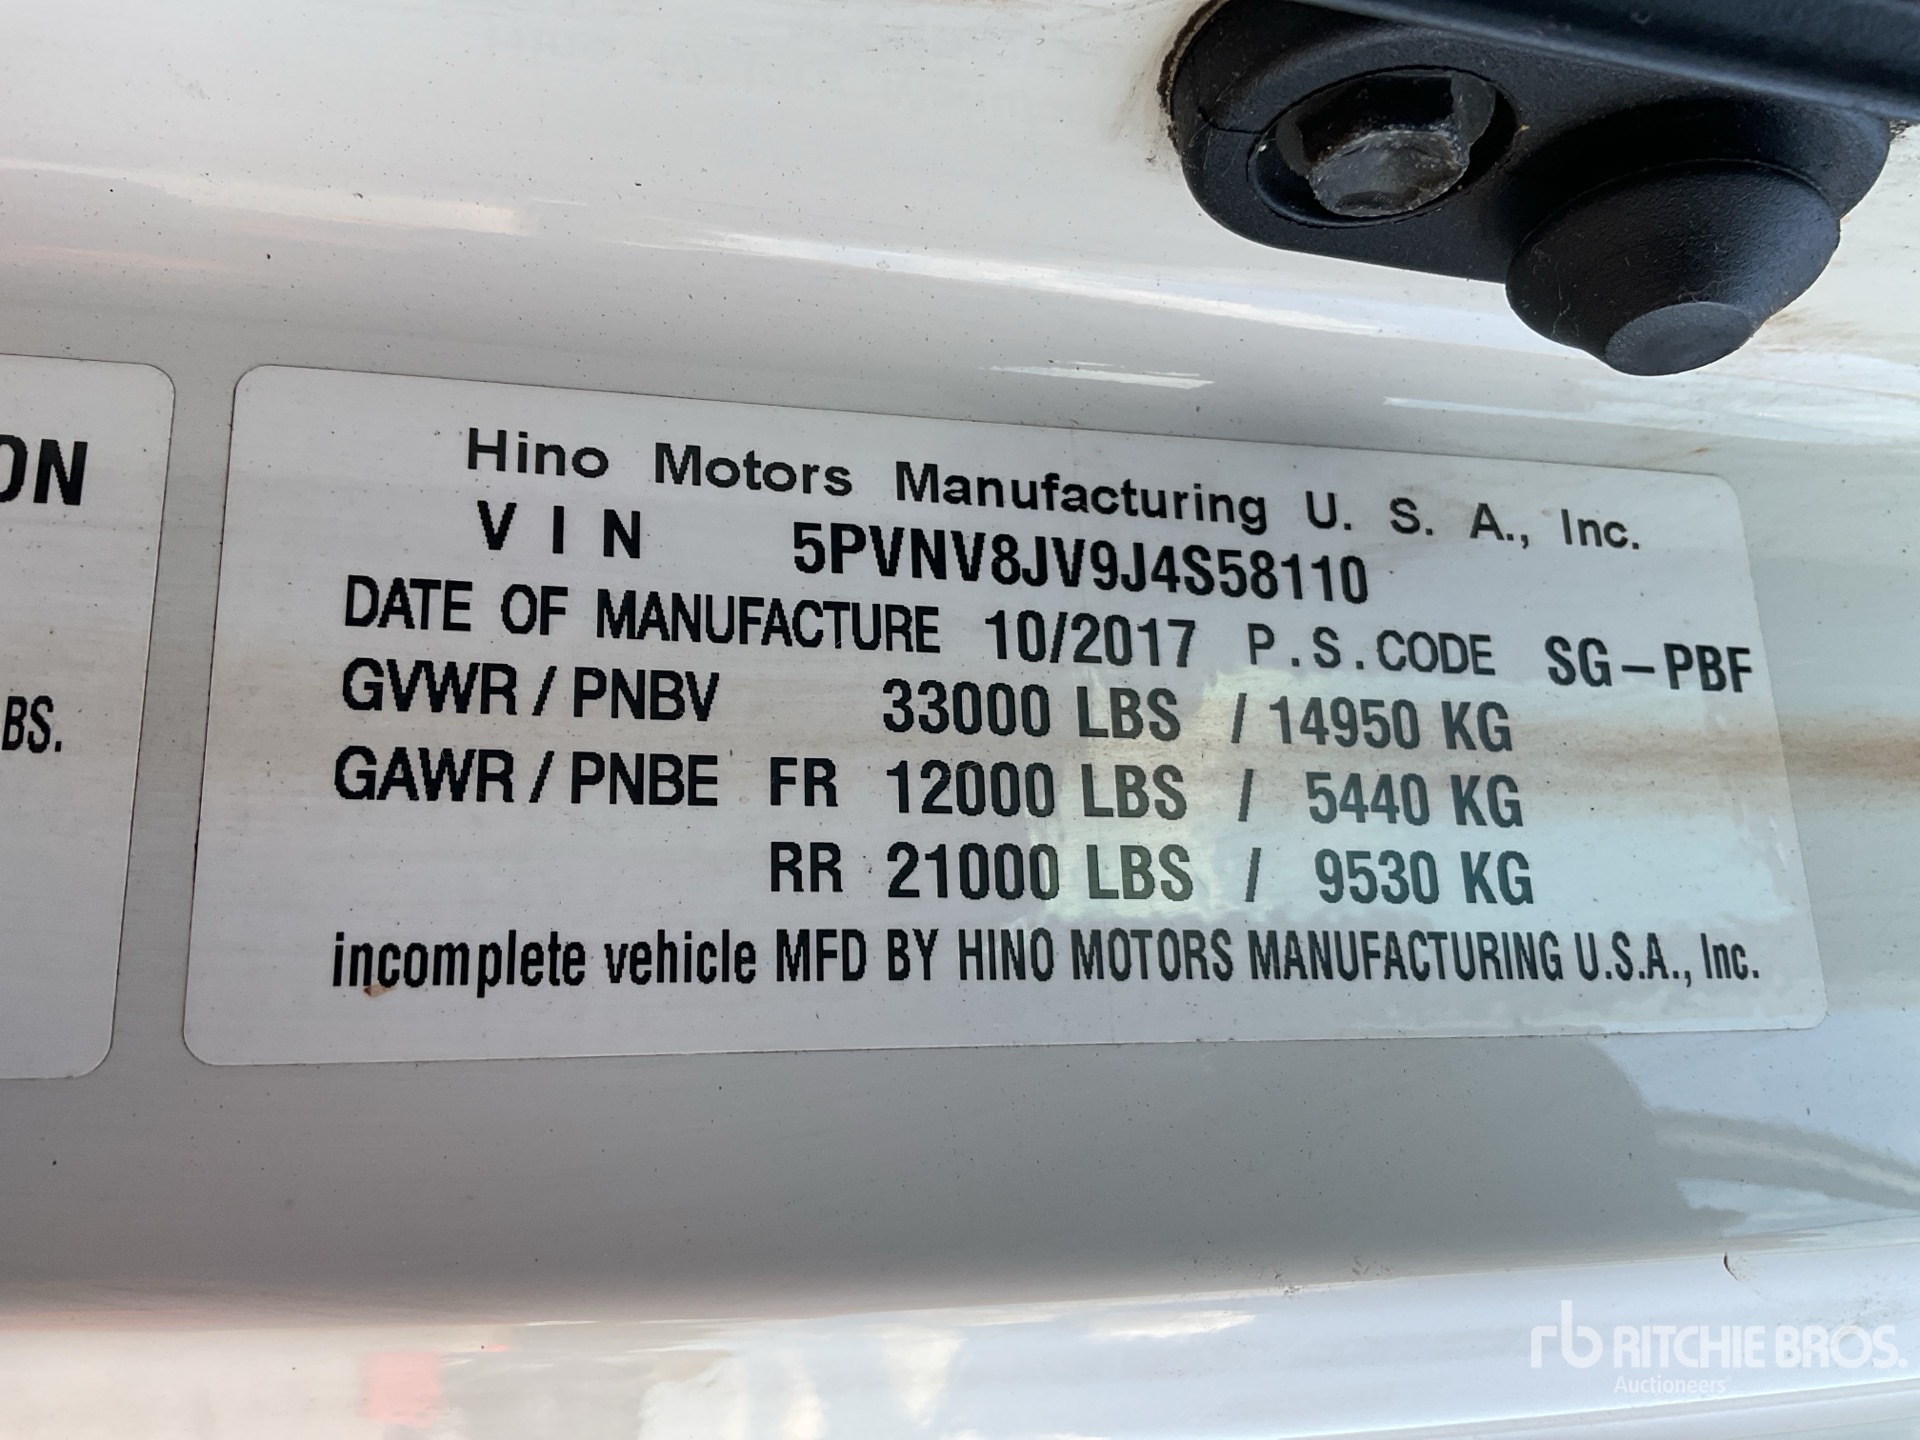 ON
BS.
Hino Motors Manufacturing U. S. A., Inc.
V I N 5PVNV8JV9J4S58110
DATE OF MANUFACTURE 10/2017 P.S.CODE SG-PBF
GVWR / PNBV 33000 LBS / 14950 KG
GAWR / PNBE FR 12000 LBS / 5440 KG
RR 21000 LBS / 9530 KG
incomplete vehicle MFD BY HINO MOTORS MANUFACTURING U.S.A., Inc.
rb RITCHIE BROS.
Auctioneers